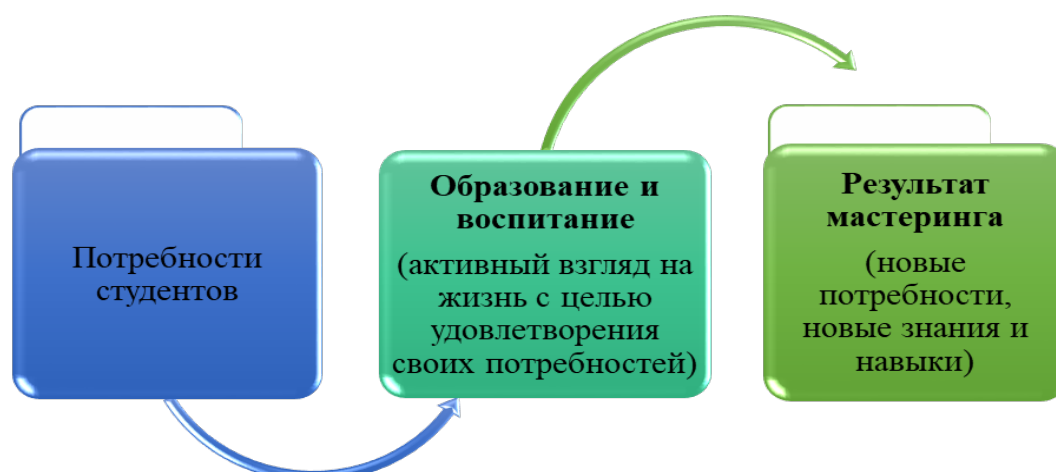 Потребности
студентов
Образование и
воспитание
(активный взгляд на
жизнь с целью
удовлетворения
своих потребностей)
Результат
мастеринга
(новые
потребности,
новые знания и
навыки)